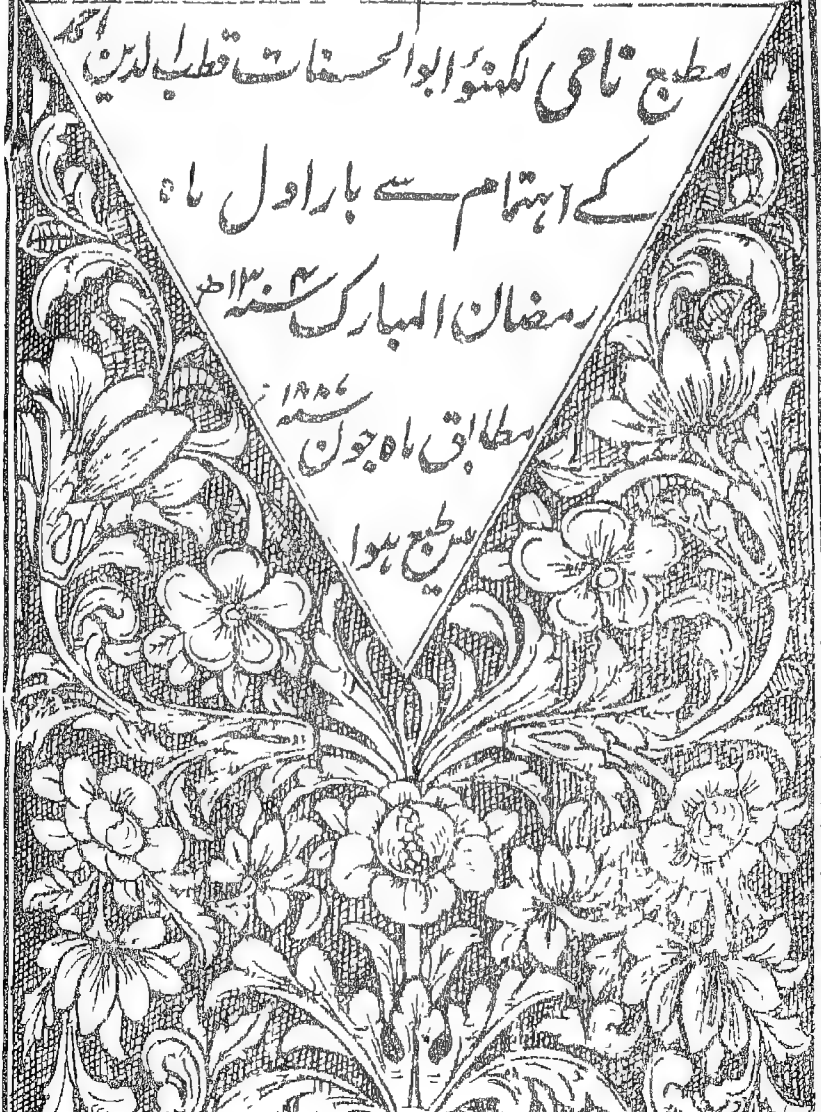 مطبع نامی لکھنؤ ابو الحسنات قطب الدین احمد
کے اہتمام سے بار اول ماہ
رمضان المبارک سنہ ۱۳۰۴ھ
مطابق ماہ جون سنہ ۱۸۸۷ء
میں طبع ہوا